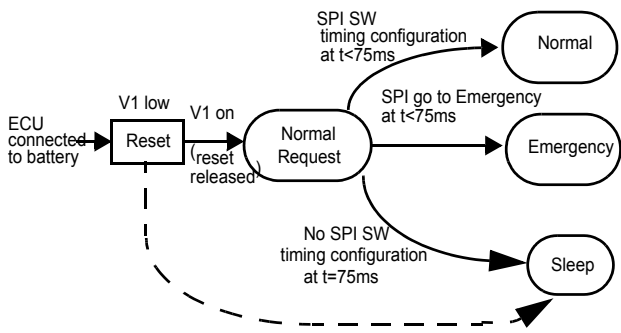 SPI SW
timing configuration
at t<75ms
Normal
V1 low
ECU
connected
to battery
Reset
V1 on
(reset
released)
Normal
Request
SPI go to Emergency
at t<75ms
Emergency
No SPI SW
timing configuration
at t=75ms
Sleep